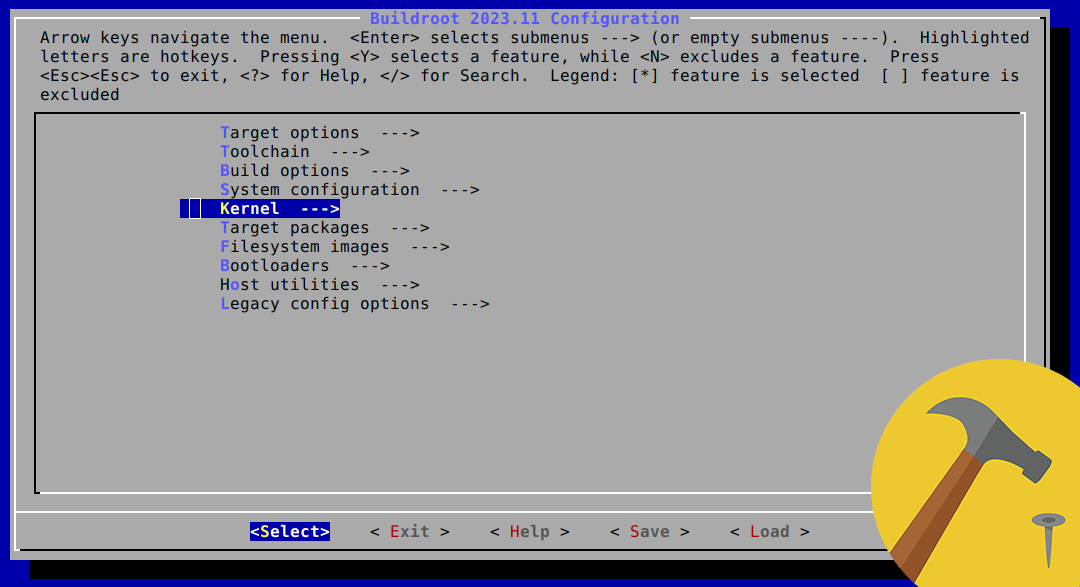 Buildroot 2023.11 Configuration
Arrow keys navigate the menu.  <Enter> selects submenus ---> (or empty submenus ----).  Highlighted
letters are hotkeys.  Pressing <Y> selects a feature, while <N> excludes a feature.  Press
<Esc><Esc> to exit, <?> for Help, </> for Search.  Legend: [*] feature is selected  [ ] feature is
excluded
Target options  --->
Toolchain  --->
Build options  --->
System configuration  --->
Kernel  --->
Target packages  --->
Filesystem images  --->
Bootloaders  --->
Host utilities  --->
Legacy config options  --->
<Select>    < Exit >    < Help >    < Save >    < Load >